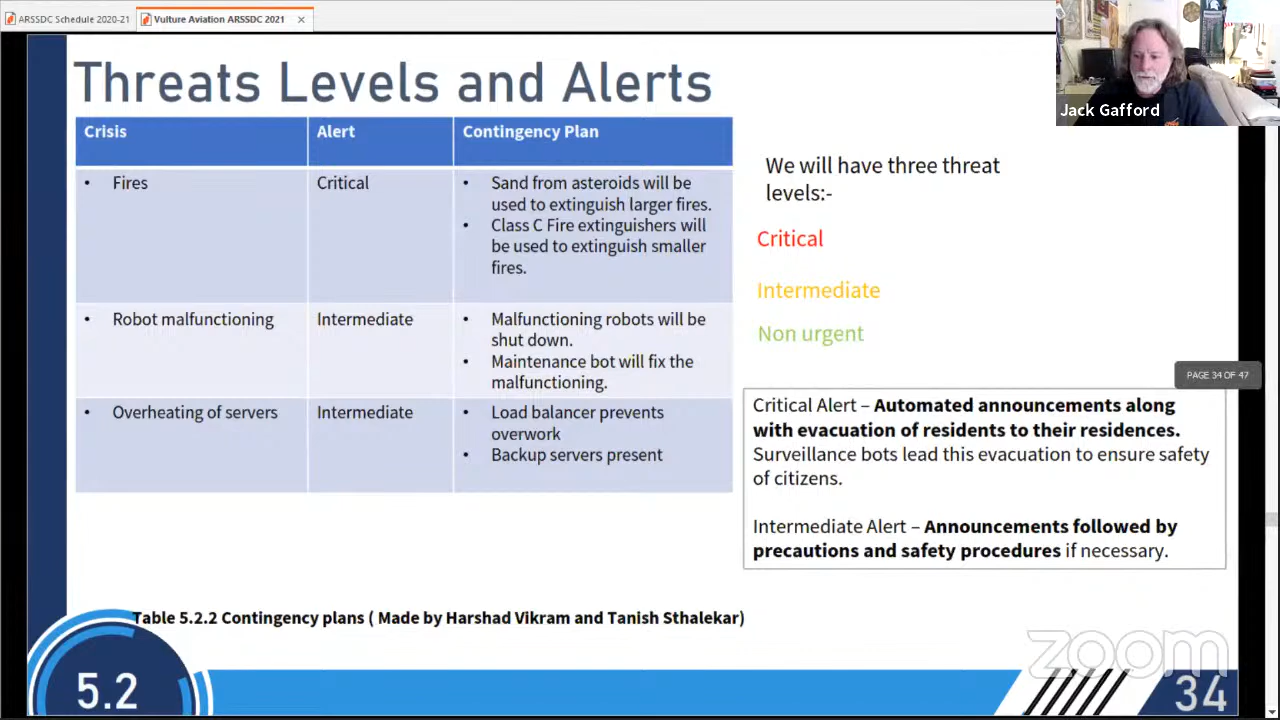 ARSSDC Schedule 2020-21
Vulture Aviation ARSSDC 2021
Threats Levels and Alerts
Jack Gafford
Crisis
Alert
Contingency Plan
• Fires
Critical
• Sand from asteroids will be
used to extinguish larger fires.
• Class C Fire extinguishers will
be used to extinguish smaller
fires.
• Robot malfunctioning
Intermediate
• Malfunctioning robots will be
shut down.
• Maintenance bot will fix the
malfunctioning.
• Overheating of servers
Intermediate
• Load balancer prevents
overwork
• Backup servers present
We will have three threat
levels:-
Critical
Intermediate
Non urgent
PAGE 34 OF 47
Critical Alert – Automated announcements along
with evacuation of residents to their residences.
Surveillance bots lead this evacuation to ensure safety
of citizens.
Intermediate Alert – Announcements followed by
precautions and safety procedures if necessary.
Table 5.2.2 Contingency plans ( Made by Harshad Vikram and Tanish Sthalekar)
zoom
5.2
34